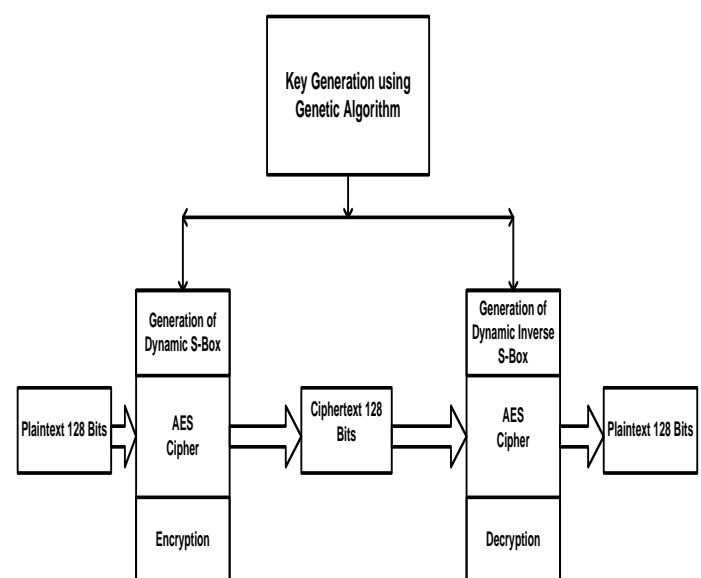 Key Generation using
Genetic Algorithm
Generation of
Dynamic S-Box
Generation of
Dynamic Inverse
S-Box
Plaintext 128 Bits
AES
Cipher
Ciphertext 128
Bits
AES
Cipher
Plaintext 128 Bits
Encryption
Decryption